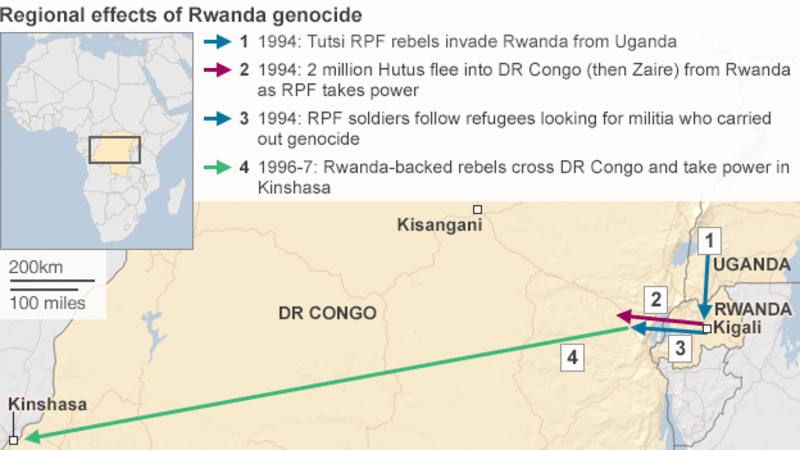 Regional effects of Rwanda genocide
1 1994: Tutsi RPF rebels invade Rwanda from Uganda
2 1994: 2 million Hutus flee into DR Congo (then Zaire) from Rwanda
as RPF takes power
3 1994: RPF soldiers follow refugees looking for militia who carried
out genocide
4 1996-7: Rwanda-backed rebels cross DR Congo and take power in
Kinshasa
Kisangani
1
200km
UGANDA
100 miles
2
DR CONGO
RWANDA
Kigali
3
4
Kinshasa